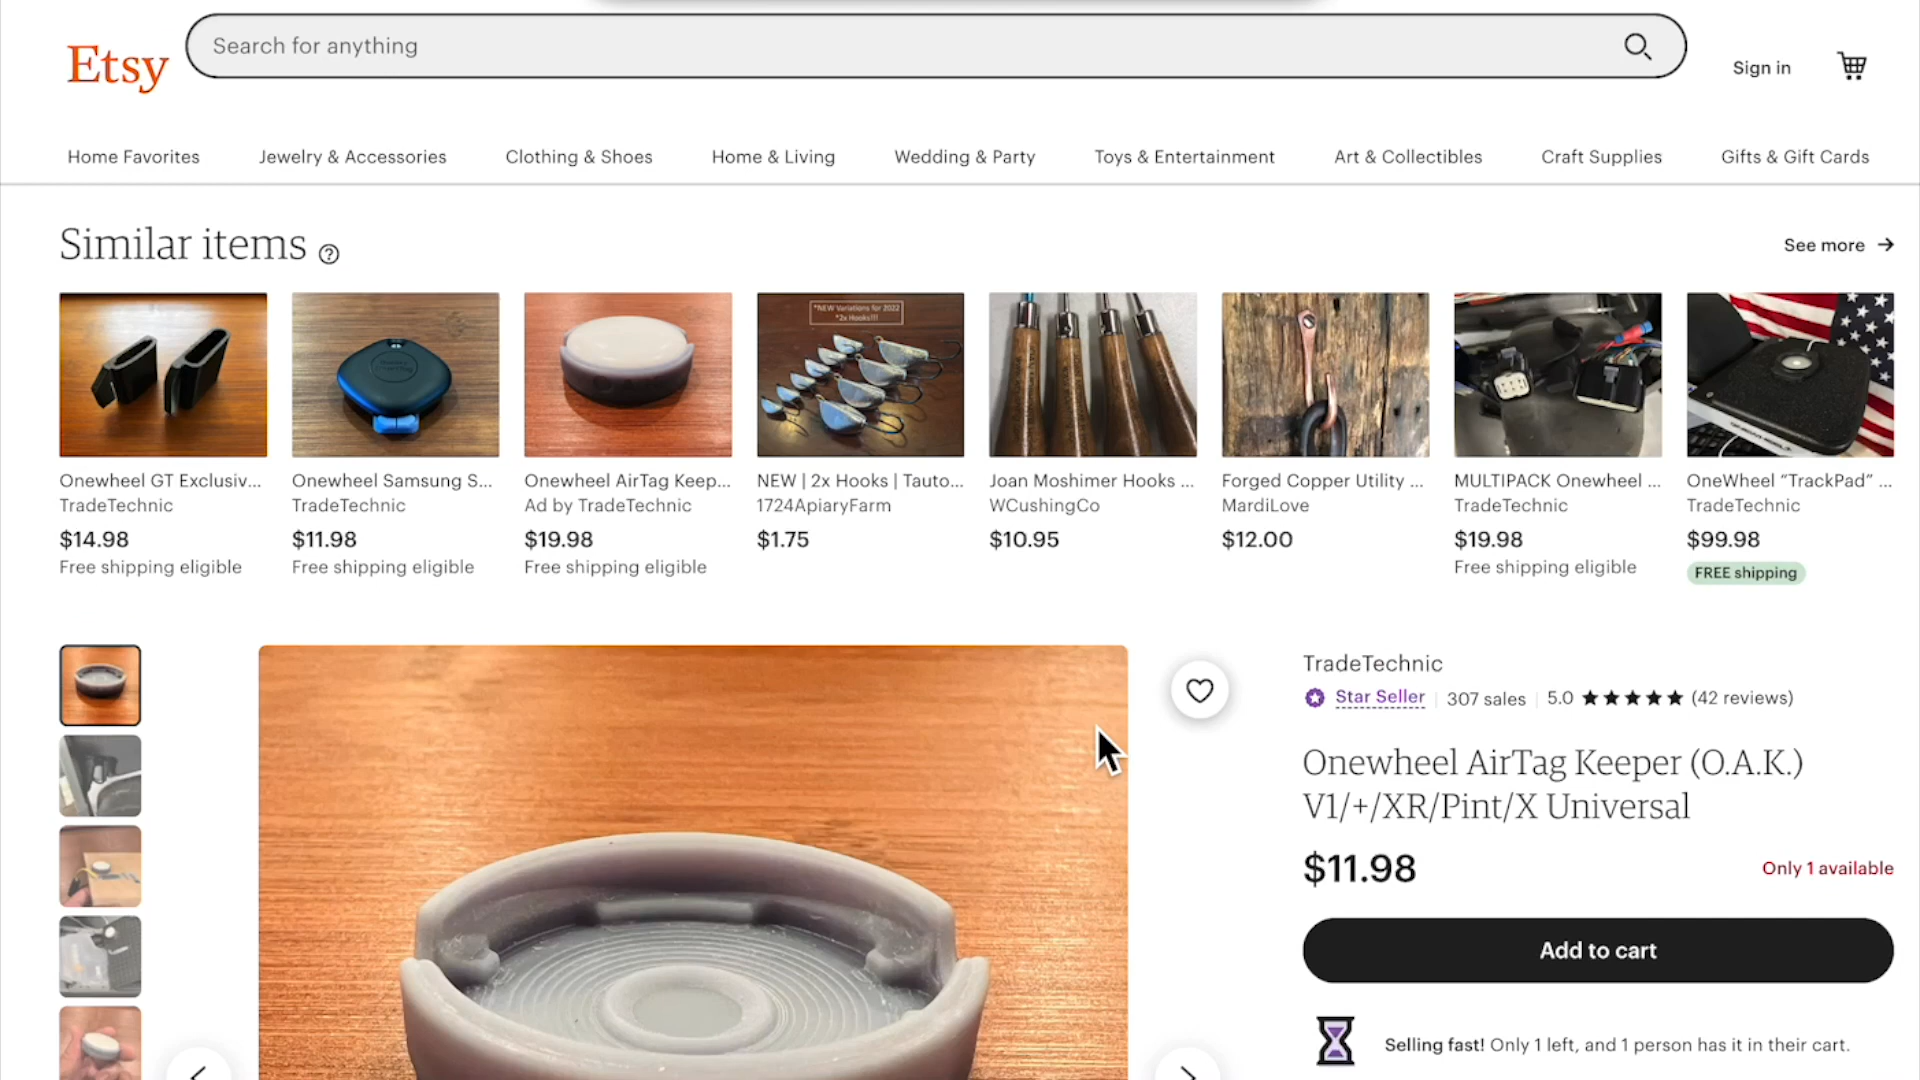 Etsy
Search for anything
Sign in
Home Favorites
Jewelry & Accessories
Clothing & Shoes
Home & Living
Wedding & Party
Toys & Entertainment
Art & Collectibles
Craft Supplies
Gifts & Gift Cards
Similar items
See more
*NEW Variations for 2022
*2x Hooks!!!
Onewheel GT Exclusiv...
TradeTechnic
$14.98
Free shipping eligible
Onewheel Samsung S...
TradeTechnic
$11.98
Free shipping eligible
Onewheel AirTag Keep...
Ad by TradeTechnic
$19.98
Free shipping eligible
NEW | 2x Hooks | Tauto...
1724ApiaryFarm
$1.75
Joan Moshimer Hooks ...
WCushingCo
$10.95
Forged Copper Utility ...
MardiLove
$12.00
MULTIPACK Onewheel ...
TradeTechnic
$19.98
Free shipping eligible
OneWheel “TrackPad” ...
TradeTechnic
$99.98
FREE shipping
TradeTechnic
Star Seller
307 sales
5.0 ★★★★★ (42 reviews)
Onewheel AirTag Keeper (O.A.K.)
V1/+/XR/Pint/X Universal
$11.98
Only 1 available
Add to cart
Selling fast! Only 1 left, and 1 person has it in their cart.